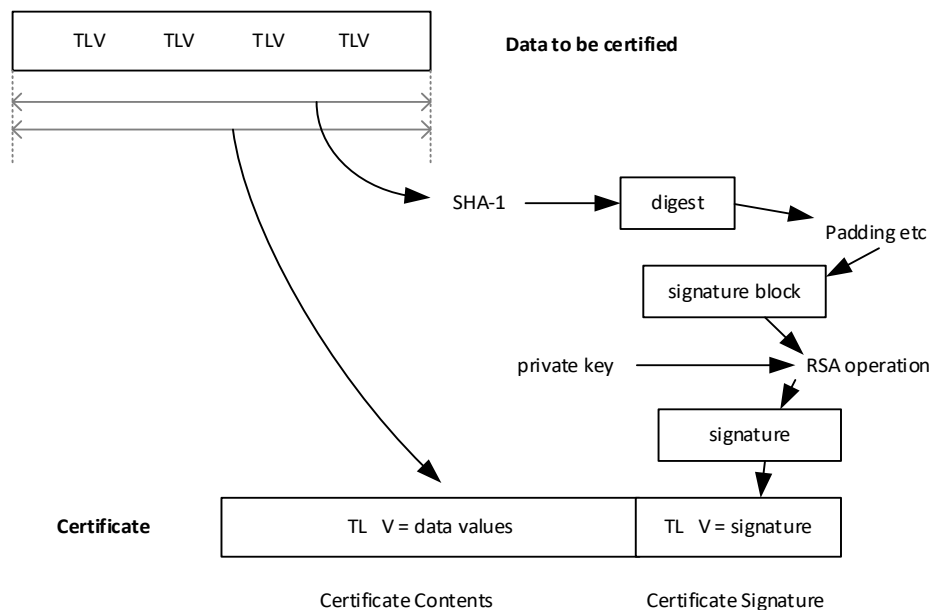 TLV TLV TLV TLV
Data to be certified
SHA-1
digest
Padding etc
signature block
private key
RSA operation
signature
Certificate
TL V = data values
TL V = signature
Certificate Contents
Certificate Signature